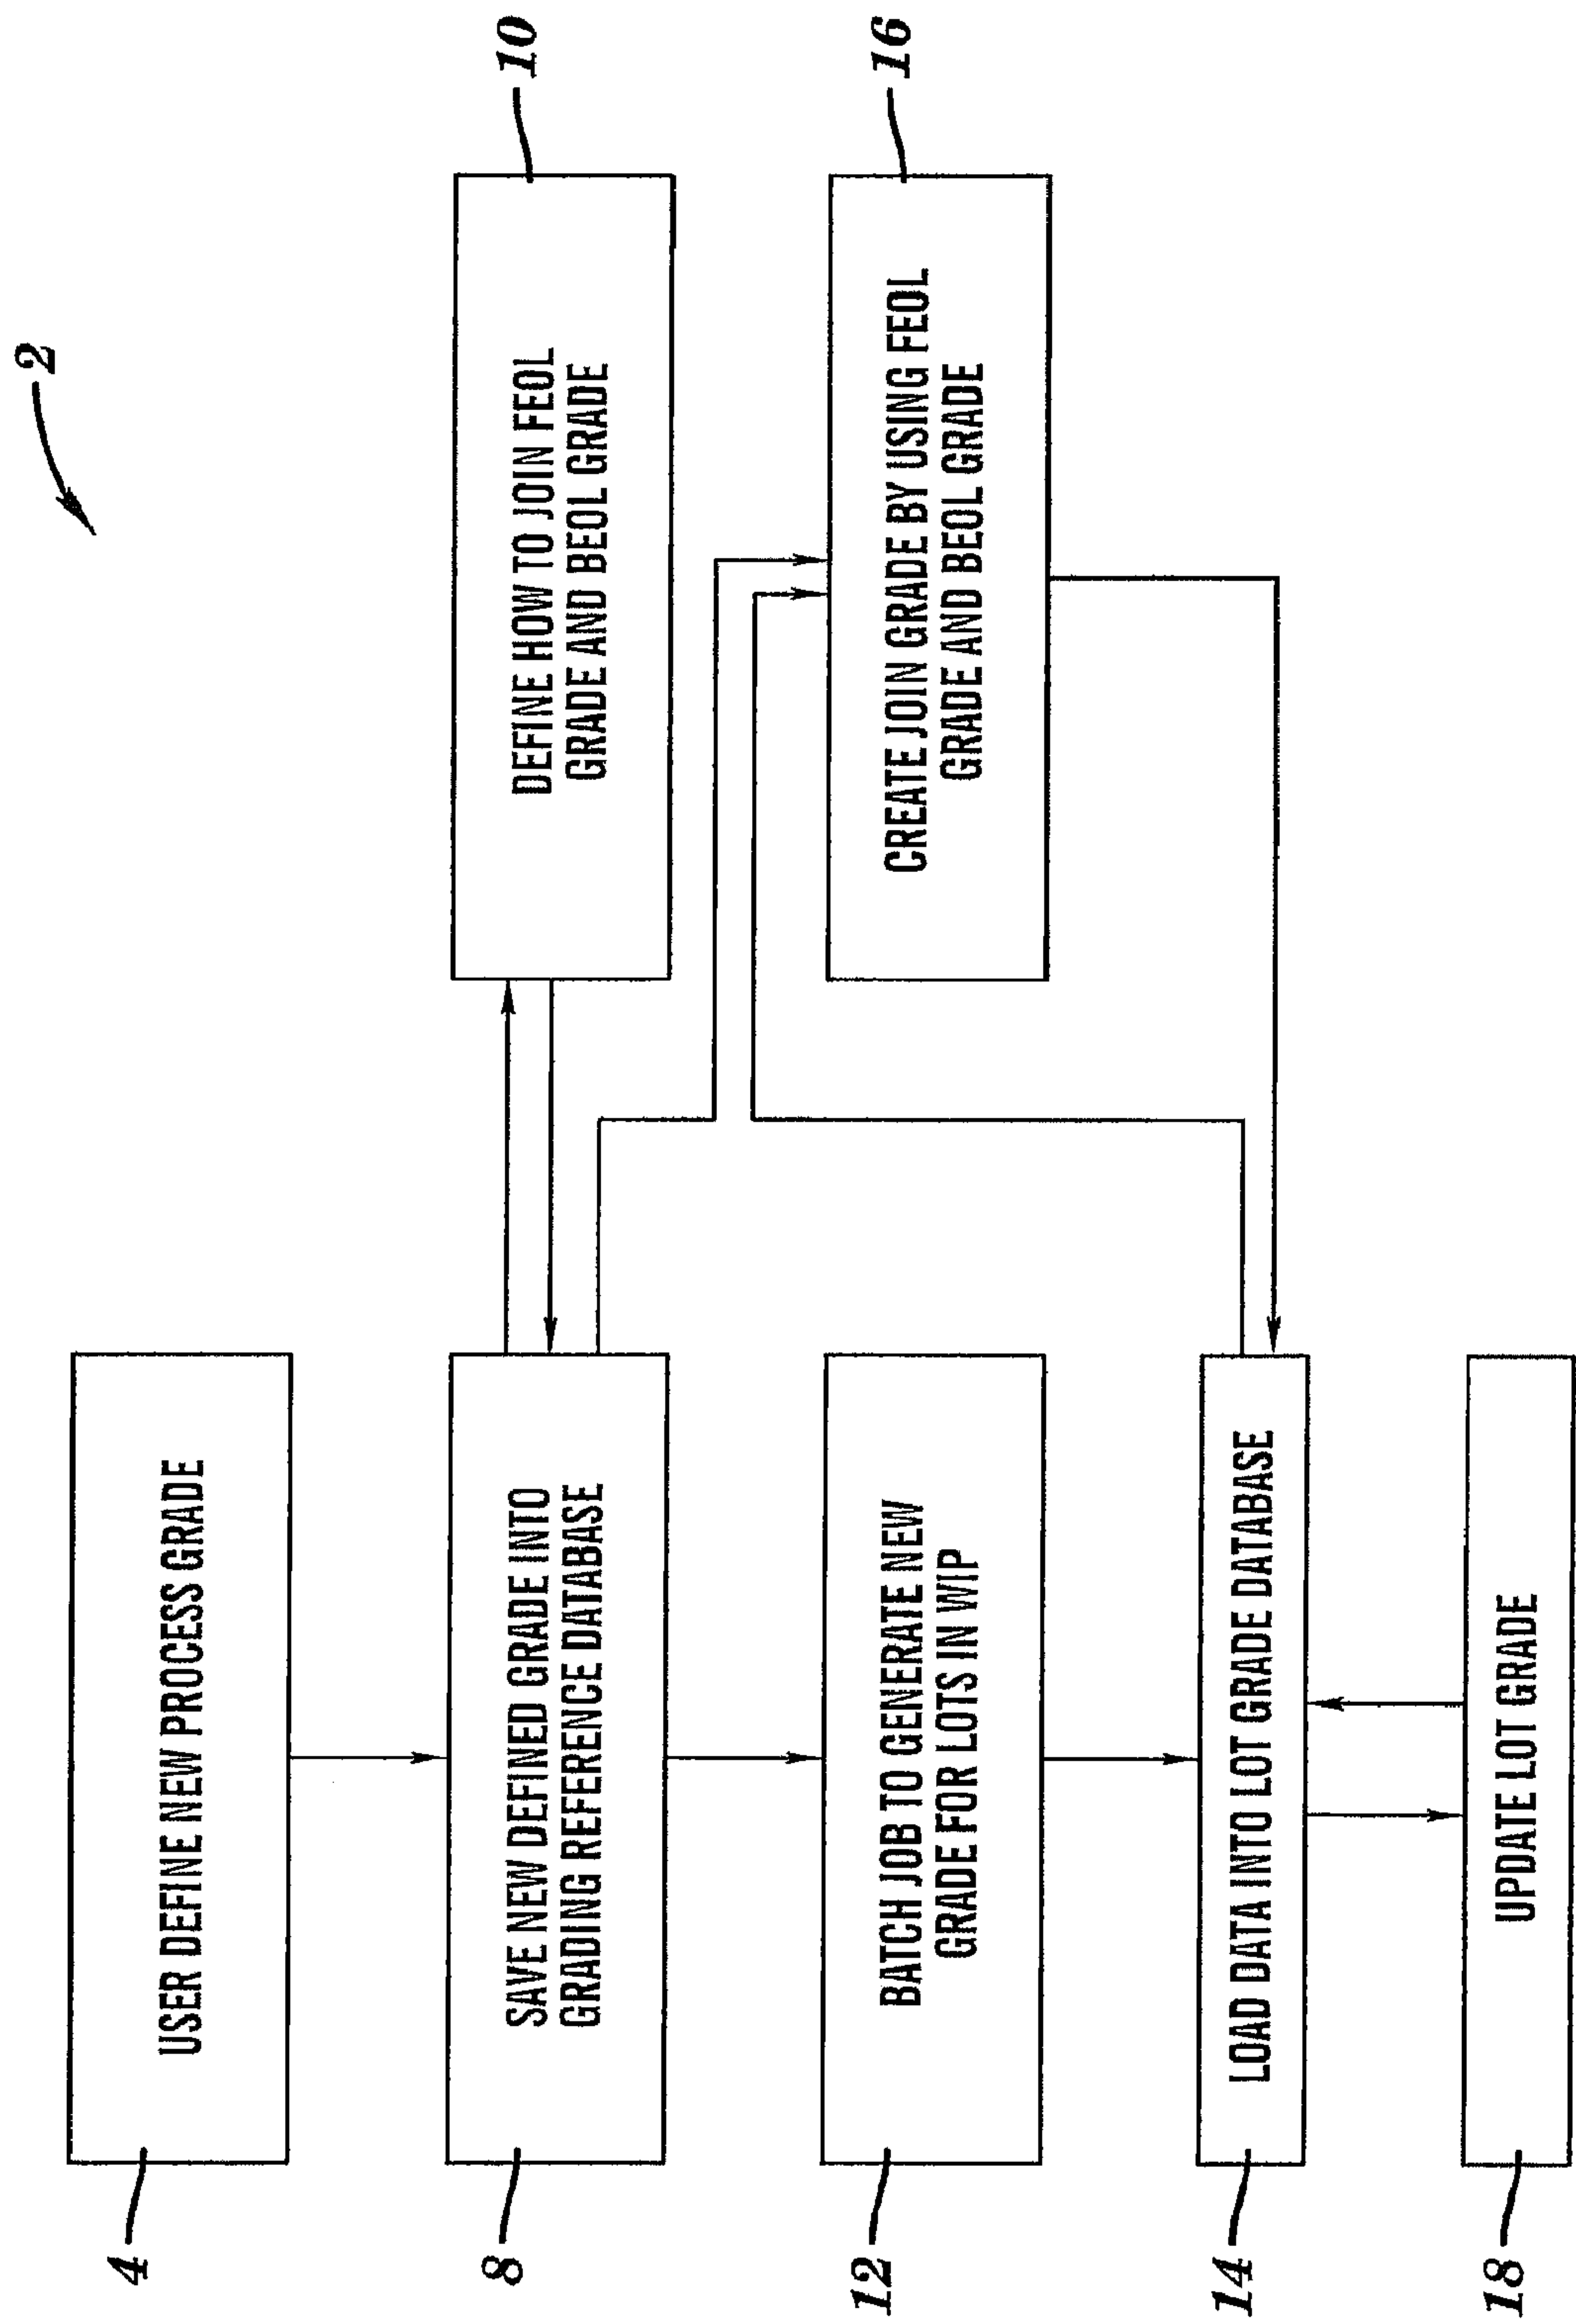 2
4
USER DEFINE NEW PROCESS GRADE
8
SAVE NEW DEFINED GRADE INTO
GRADING REFERENCE DATABASE
10
DEFINE HOW TO JOIN FEOL
GRADE AND BEOL GRADE
12
BATCH JOB TO GENERATE NEW
GRADE FOR LOTS IN WIP
16
CREATE JOIN GRADE BY USING FEOL
GRADE AND BEOL GRADE
14
LOAD DATA INTO LOT GRADE DATABASE
18
UPDATE LOT GRADE